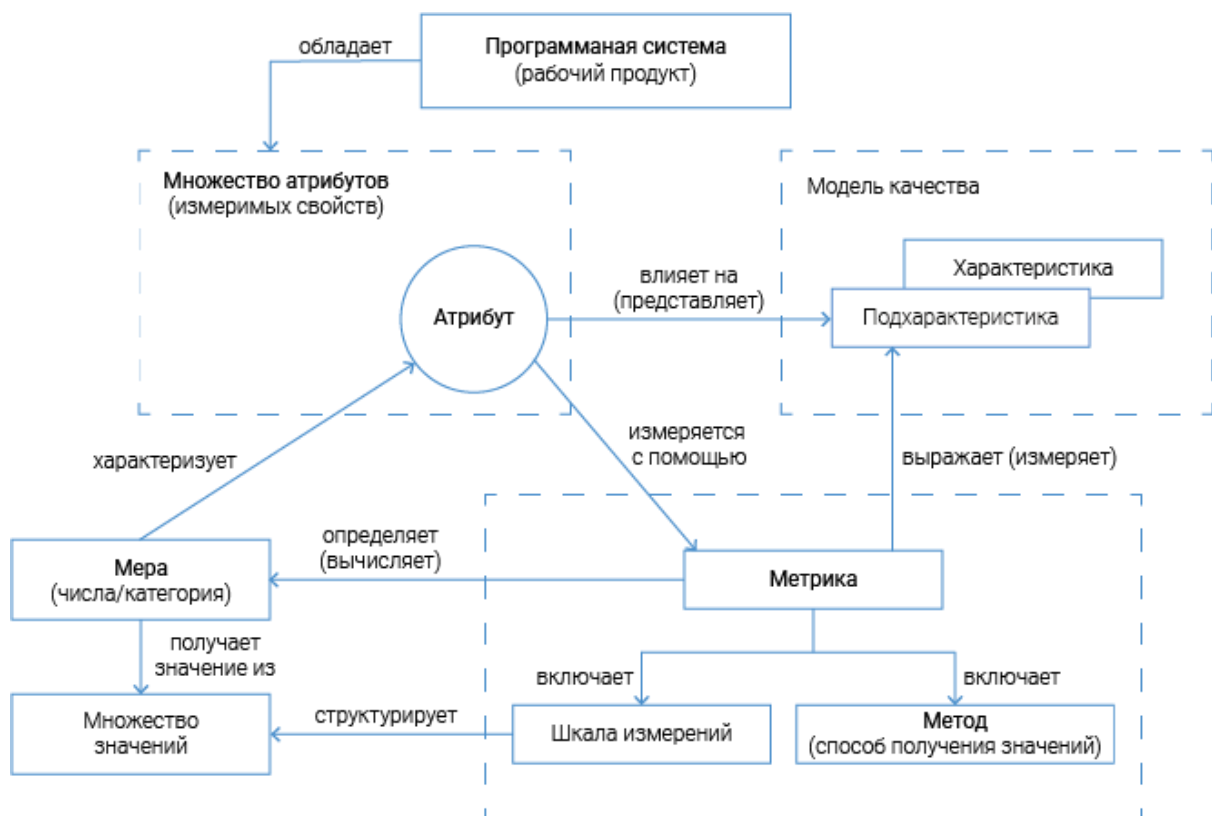 обладает
Программаная система
(рабочий продукт)
Множество атрибутов
(измеримых свойств)
Модель качества
Характеристика
Подхарактеристика
влияет на
(представляет)
Атрибут
измеряется
с помощью
выражает (измеряет)
характеризует
определяет
(вычисляет)
Мера
(числа/категория)
Метрика
получает
значение из
включает
включает
Множество
значений
структурирует
Шкала измерений
Метод
(способ получения значений)